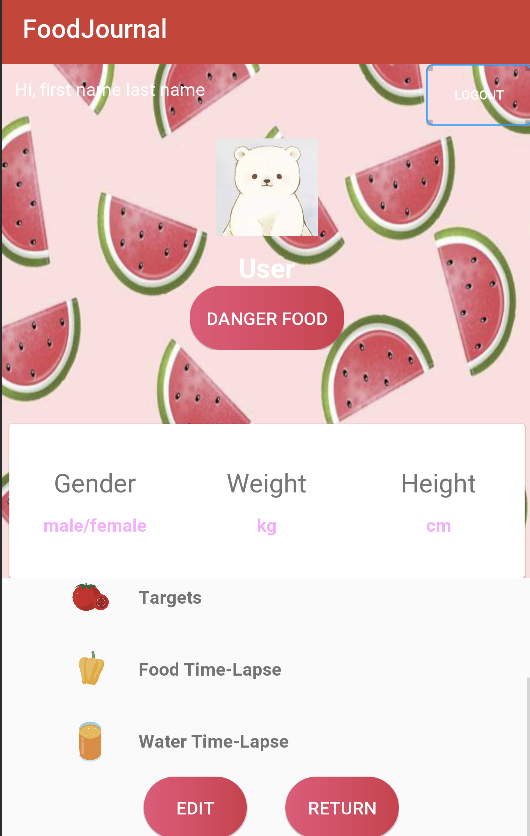 FoodJournal
Hi, first name last name
LOGOUT
User
DANGER FOOD
Gender Weight Height
male/female kg cm
Targets
Food Time-Lapse
Water Time-Lapse
EDIT RETURN